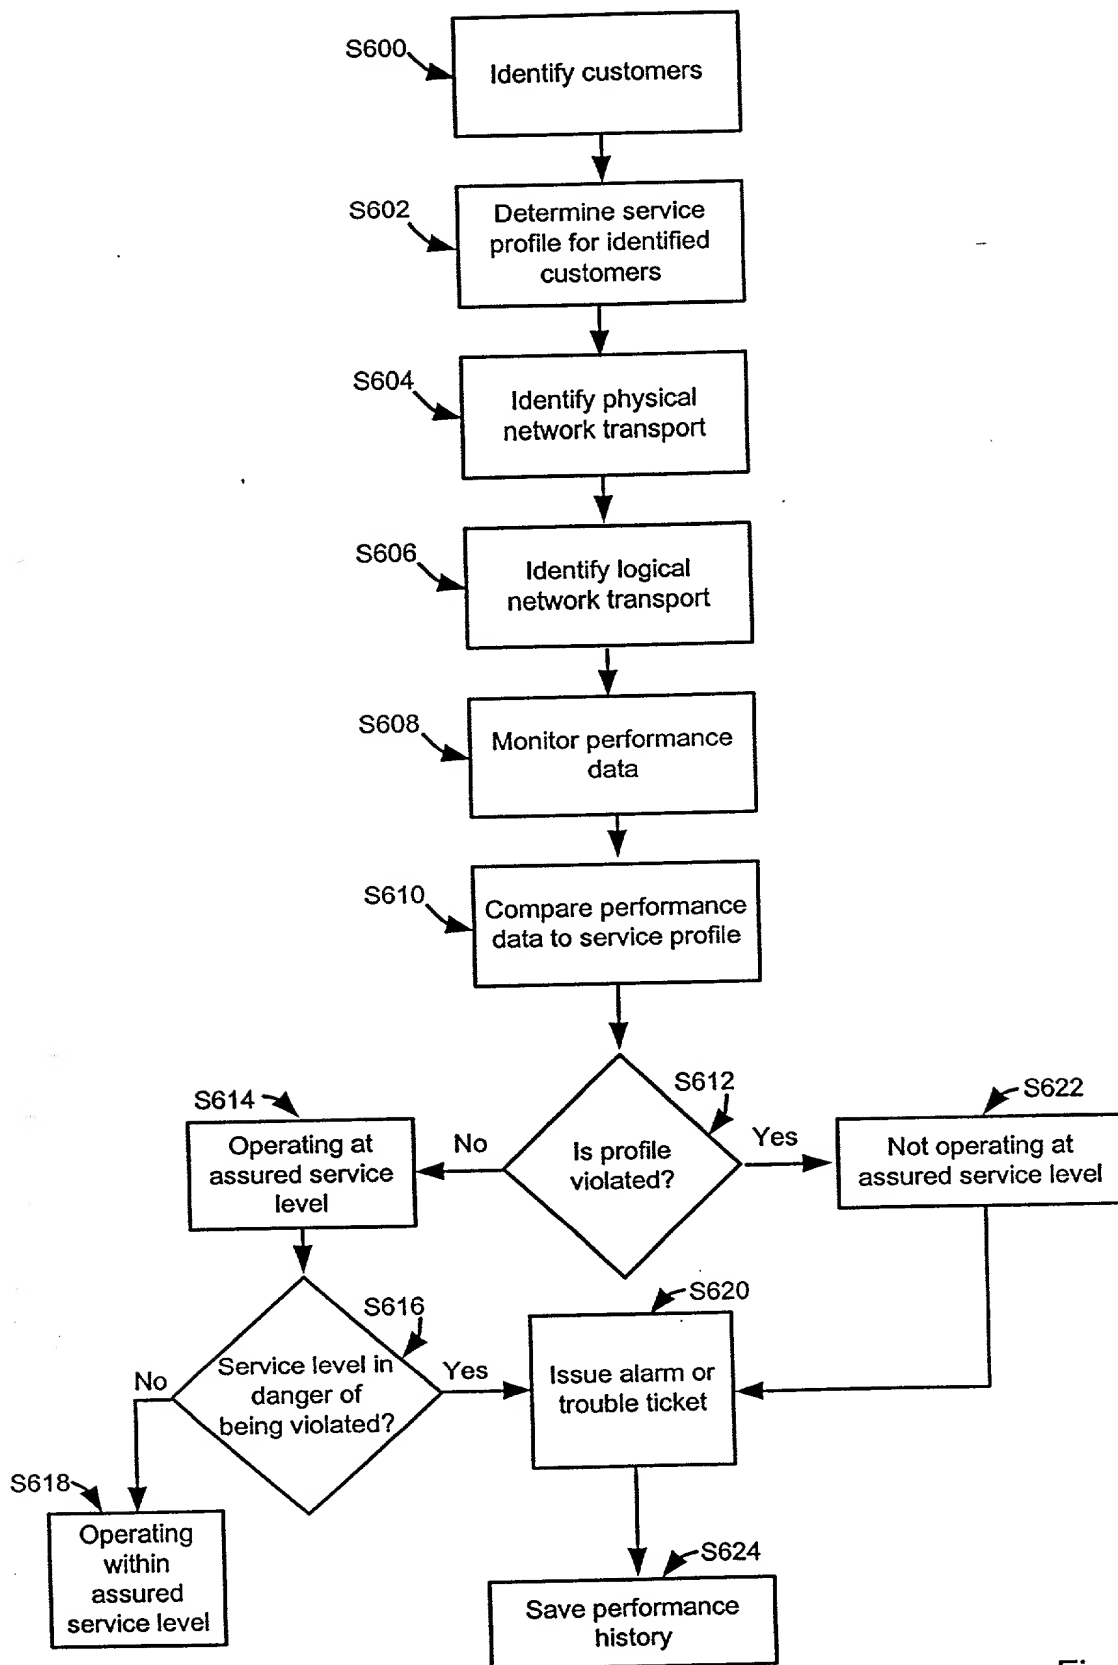 S600
Identify customers
S602
Determine service
profile for identified
customers
S604
Identify physical
network transport
S606
Identify logical
network transport
S608
Monitor performance
data
S610
Compare performance
data to service profile
S612
Is profile
violated?
No
Yes
S614
Operating at
assured service
level
S622
Not operating at
assured service level
S616
Service level in
danger of
being violated?
No
Yes
S620
Issue alarm or
trouble ticket
S618
Operating
within
assured
service level
S624
Save performance
history